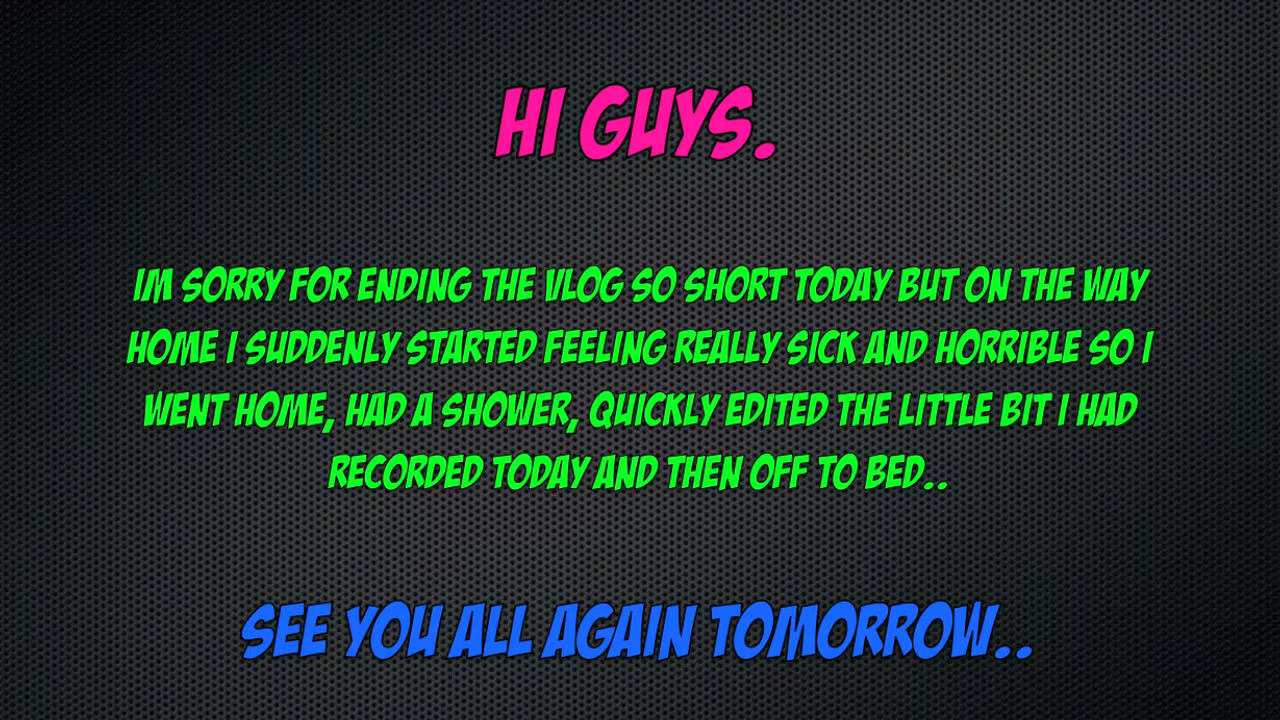 HI GUYS.
IM SORRY FOR ENDING THE VLOG SO SHORT TODAY BUT ON THE WAY
HOME I SUDDENLY STARTED FEELING REALLY SICK AND HORRIBLE SO I
WENT HOME, HAD A SHOWER, QUICKLY EDITED THE LITTLE BIT I HAD
RECORDED TODAY AND THEN OFF TO BED..
SEE YOU ALL AGAIN TOMORROW..